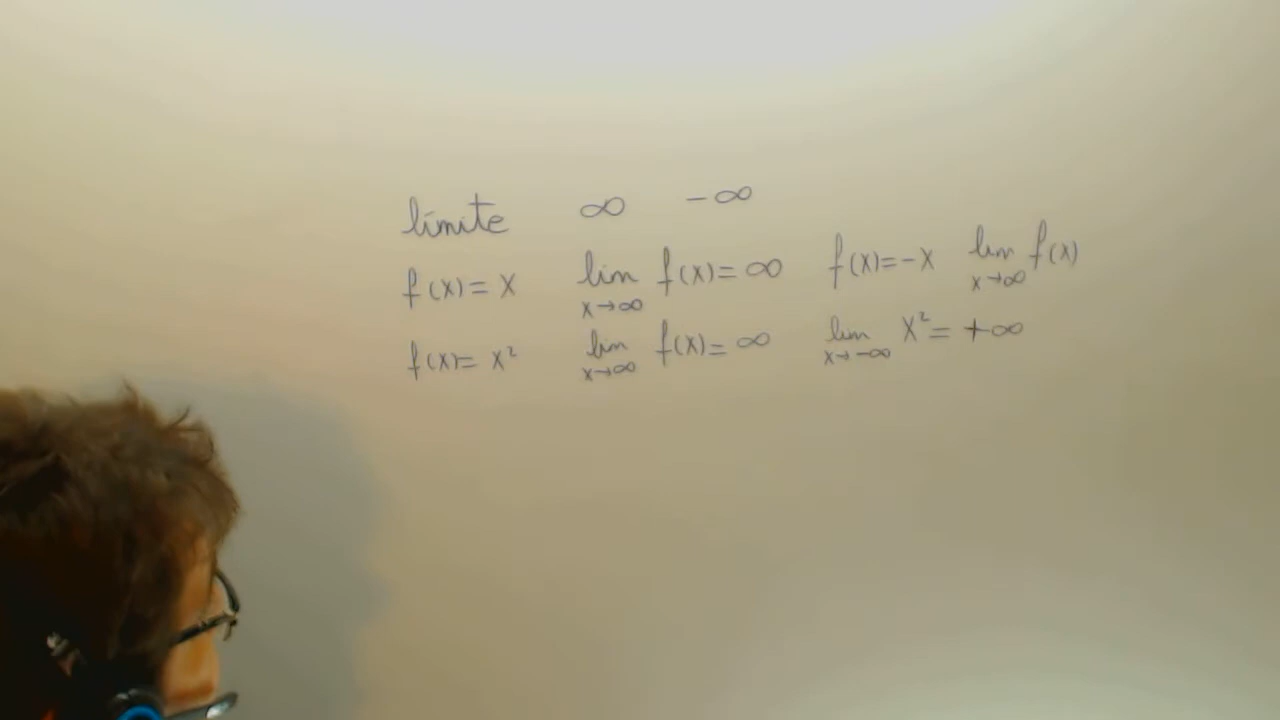 límite ∞ -∞
f(x)= x lim x→∞ f(x)= ∞ f(x)= -x lim x→∞ f(x)
f(x)= x² lim x→∞ f(x)= ∞ lim x→-∞ x² = +∞